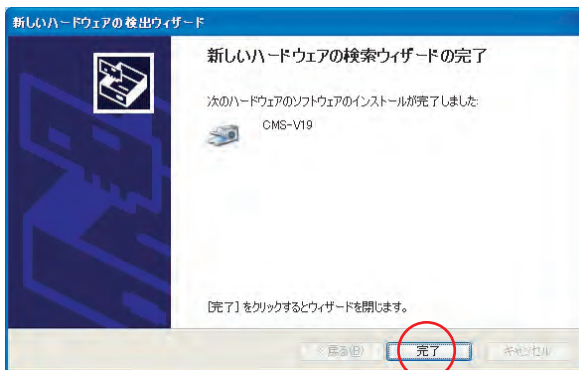 新しいハードウェアの検出ウィザード
新しいハードウェアの検索ウィザードの完了
次のハードウェアのソフトウェアのインストールが完了しました:
CMS-V19
[完了] をクリックするとウィザードを閉じます。
< 戻る(B)
完了
キャンセル